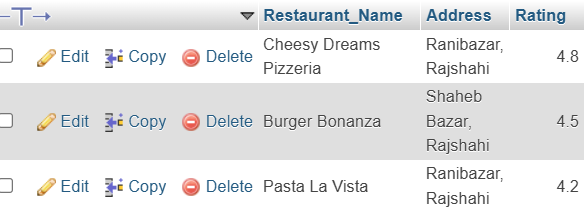 Restaurant_Name Address Rating
Edit Copy Delete Cheesy Dreams Pizzeria Ranibazar, Rajshahi 4.8
Edit Copy Delete Burger Bonanza Shaheb Bazar, Rajshahi 4.5
Edit Copy Delete Pasta La Vista Ranibazar, Rajshahi 4.2